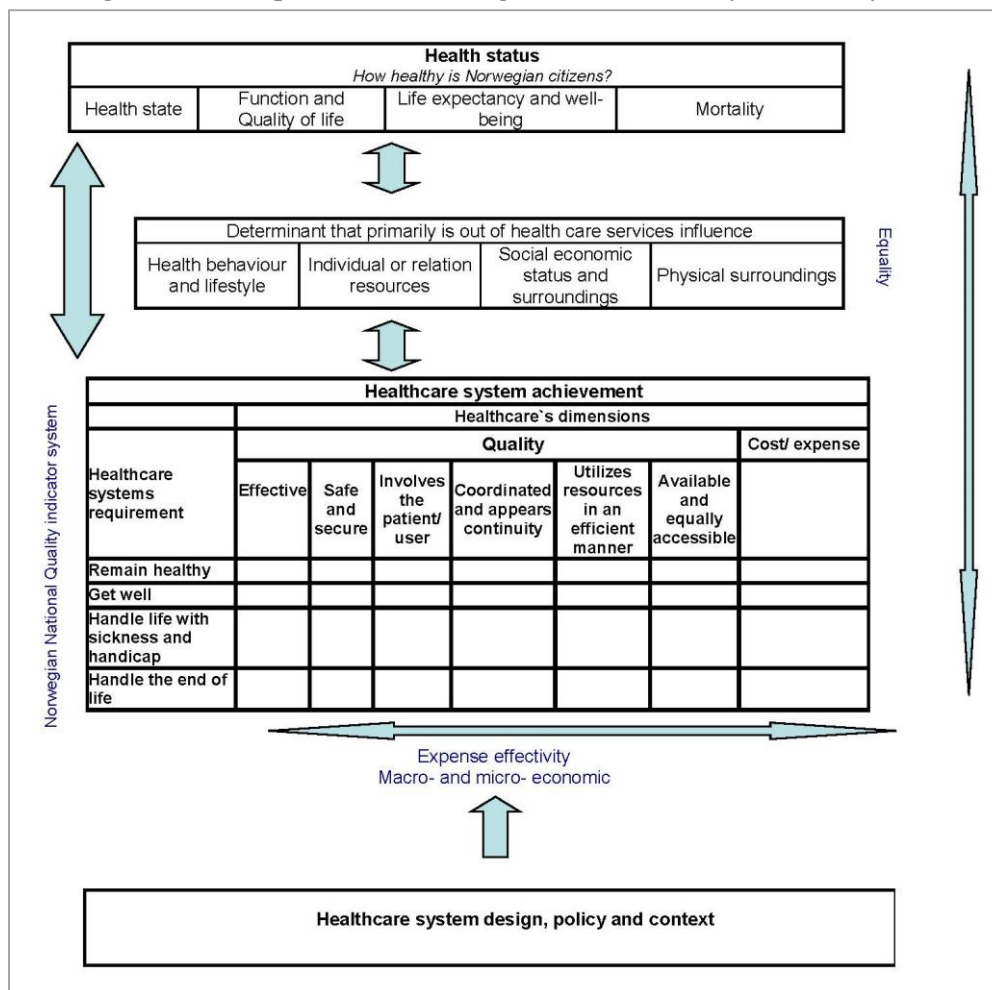 Health status
How healthy is Norwegian citizens?
Health state
Function and
Quality of life
Life expectancy and well-
being
Mortality
Determinant that primarily is out of health care services influence
Health behaviour
and lifestyle
Individual or relation
resources
Social economic
status and
surroundings
Physical surroundings
Equality
Norwegian National Quality indicator system
Healthcare system achievement
Healthcare`s dimensions
Healthcare
systems
requirement
Quality
Cost/ expense
Effective
Safe
and
secure
Involves
the
patient/
user
Coordinated
and appears
continuity
Utilizes
resources
in an
efficient
manner
Available
and
equally
accessible
Remain healthy
Get well
Handle life with
sickness and
handicap
Handle the end of
life
Expense effectivity
Macro- and micro- economic
Healthcare system design, policy and context